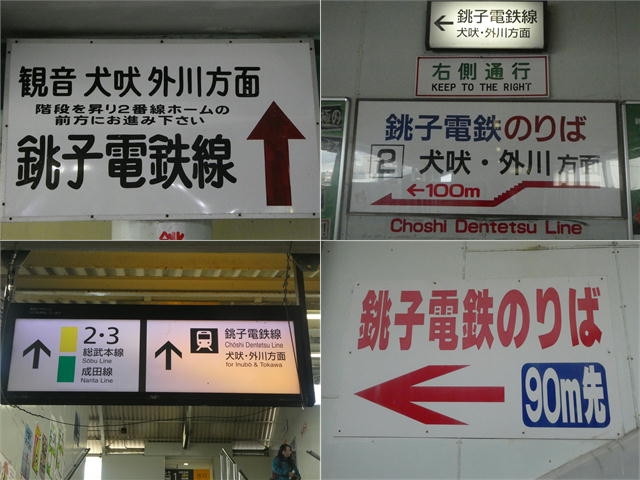 観音 犬吠 外川方面
階段を昇り2番線ホームの
前方にお進み下さい
銚子電鉄線
銚子電鉄線
犬吠・外川方面
右側通行
KEEP TO THE RIGHT
銚子電鉄のりば
2 犬吠・外川方面
100m
Choshi Dentetsu Line
2・3
総武本線
Sōbu Line
成田線
Narita Line
銚子電鉄線
Chōshi Dentetsu Line
犬吠・外川方面
for Inubō & Tokawa
銚子電鉄のりば
90m先